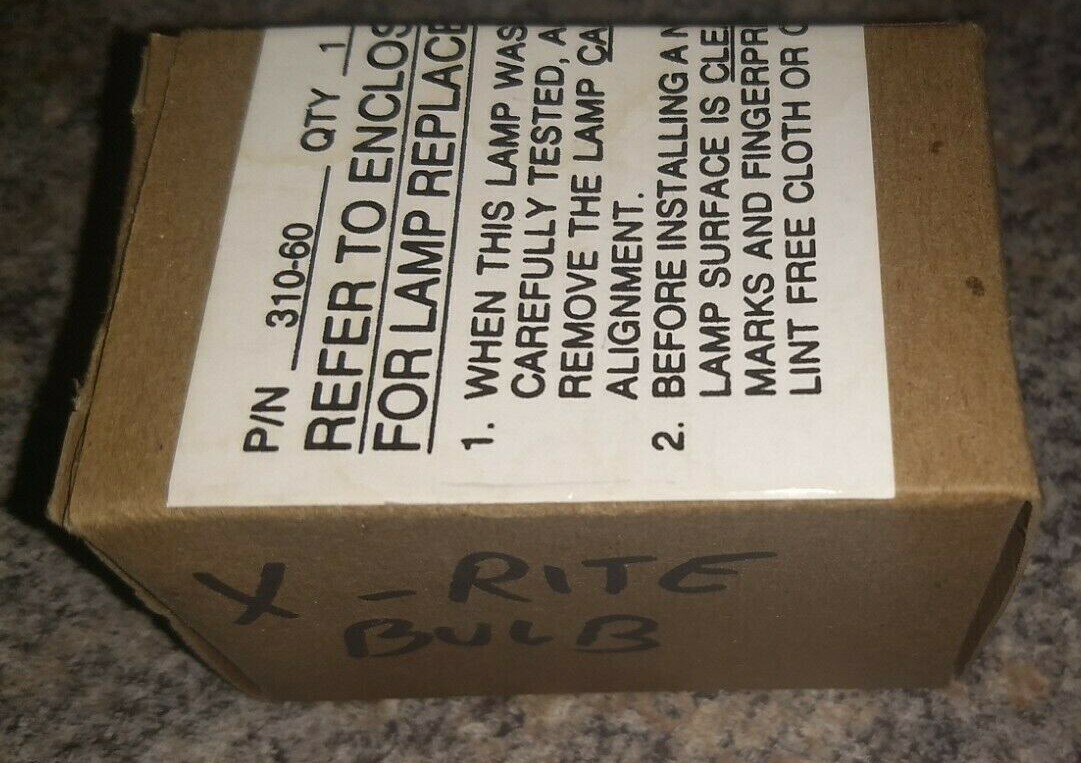 P/N 310-60 QTY 1
REFER TO ENCLOS
FOR LAMP REPLACE
1. WHEN THIS LAMP WAS
CAREFULLY TESTED, A
REMOVE THE LAMP CA
ALIGNMENT.
2. BEFORE INSTALLING A N
LAMP SURFACE IS CLE
MARKS AND FINGERPR
LINT FREE CLOTH OR
X-RITE
BULB